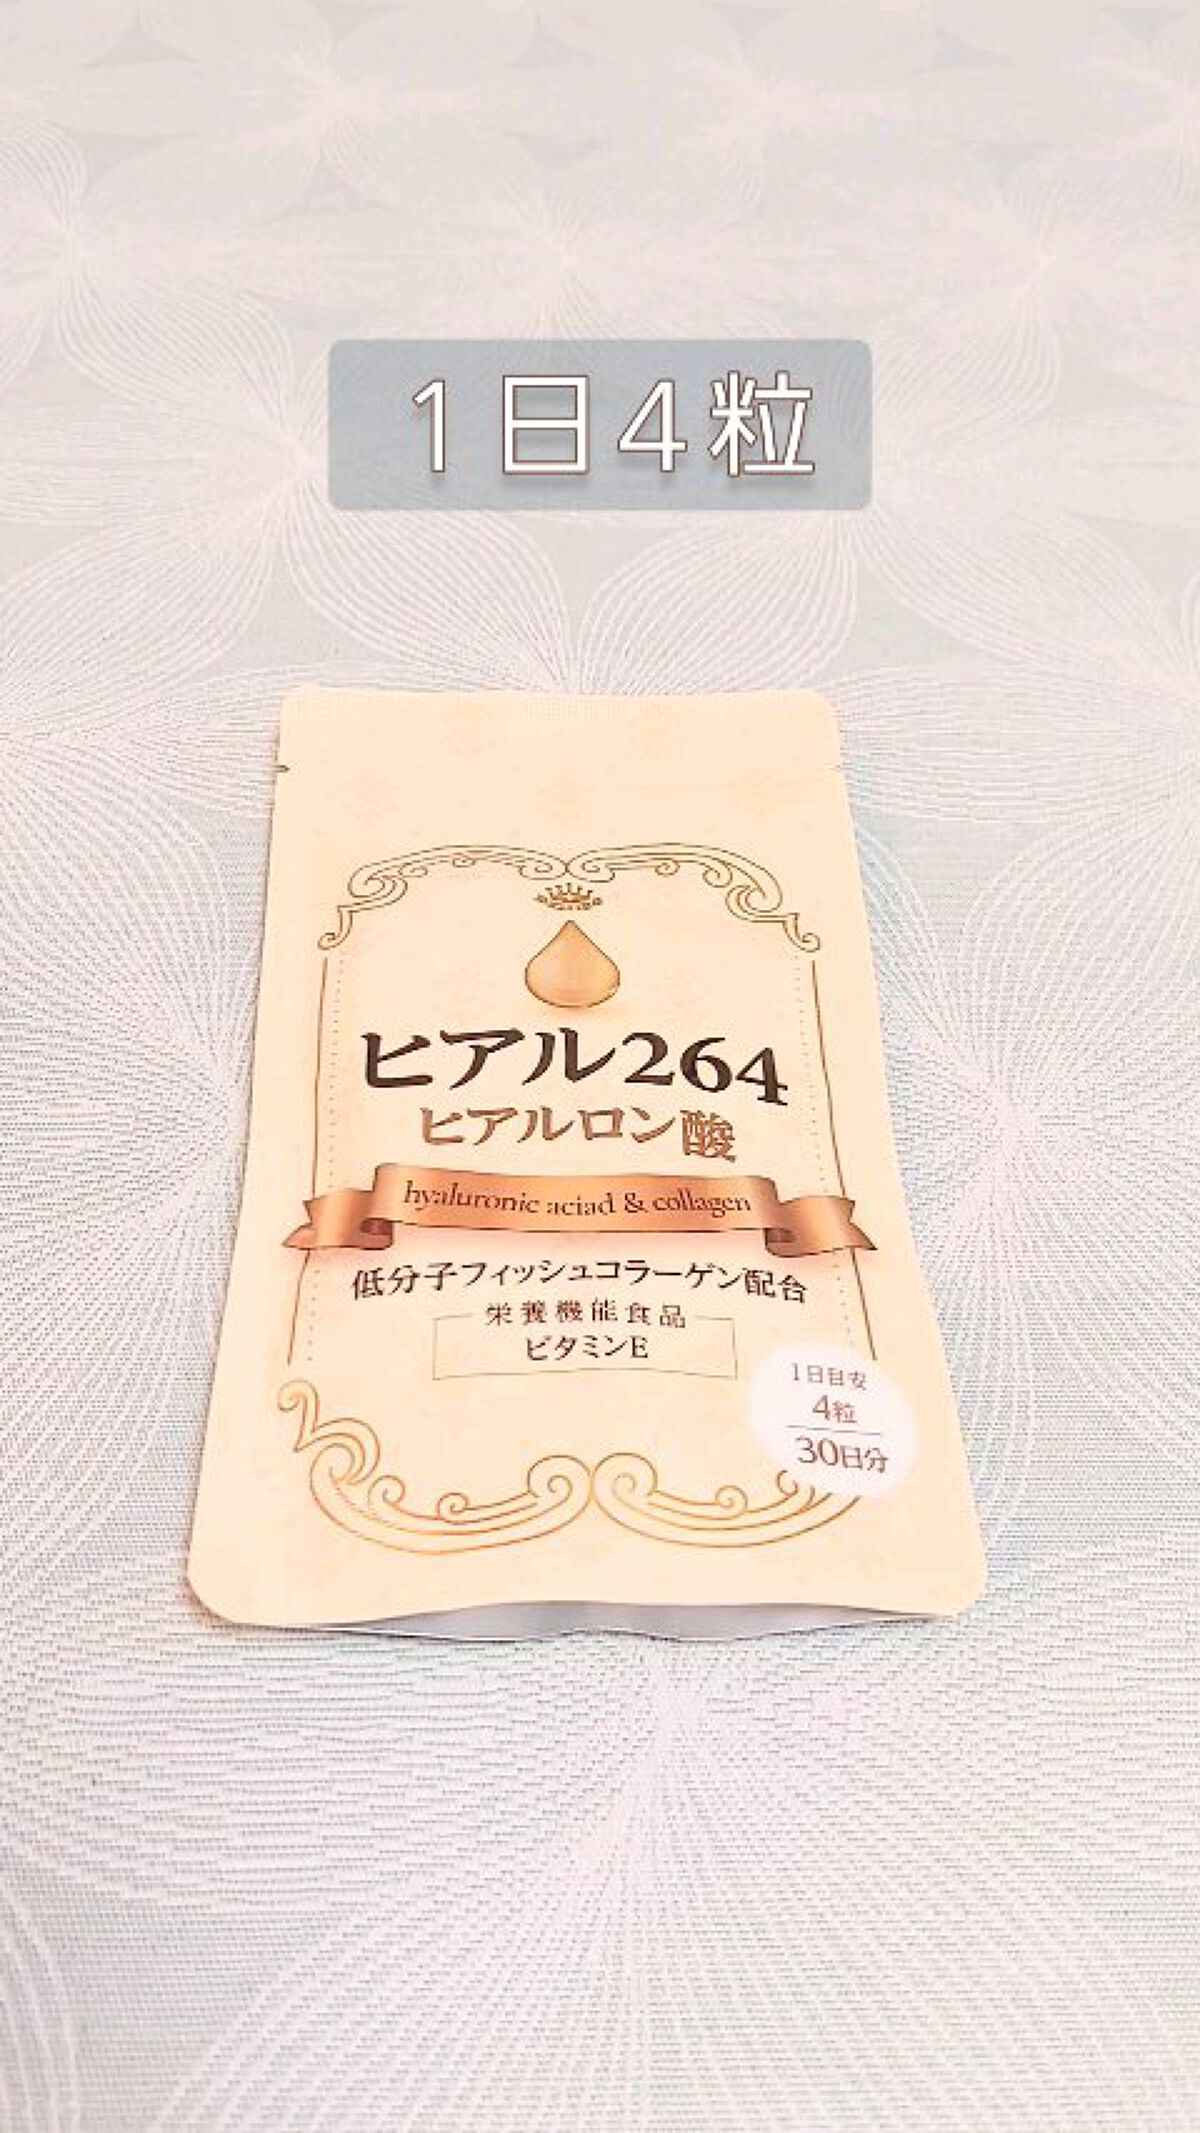 1日4粒
ヒアル264
ヒアルロン酸
hyaluronic aciad & collagen
低分子フィッシュコラーゲン配合
栄養機能食品
ビタミンE
1日目安
4粒
30日分